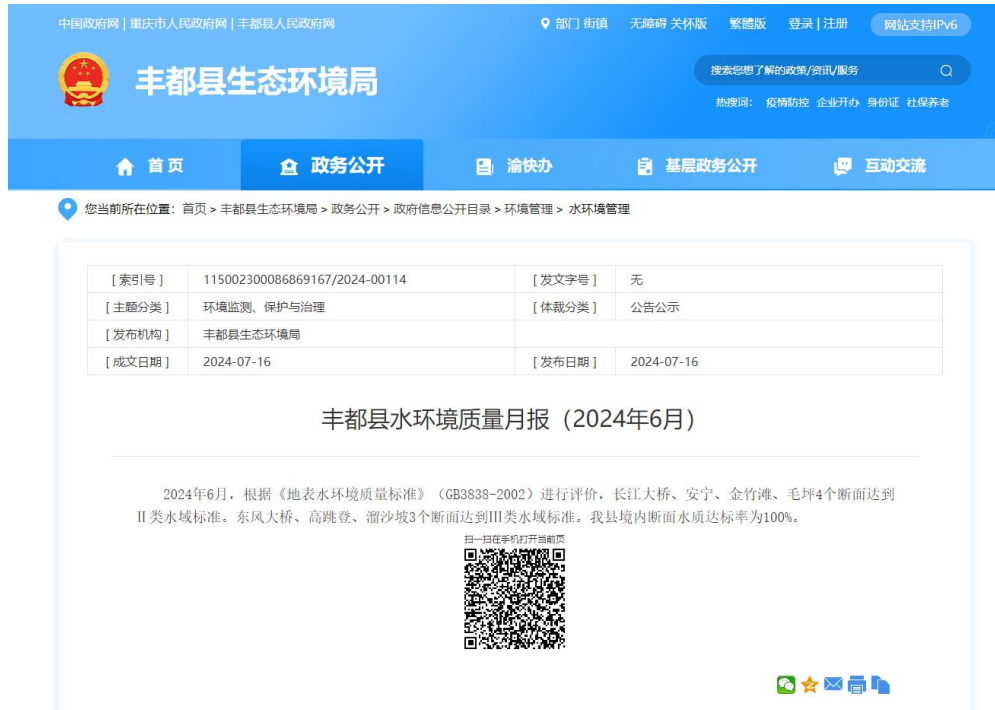 中国政府网 | 重庆市人民政府网 | 丰都县人民政府网 部门 街镇 无障碍 关怀版 繁體版 登录 | 注册 网站支持IPv6
丰都县生态环境局
搜索您想了解的政策/资讯/服务
热搜词： 疫情防控 企业开办 身份证 社保养老
首页 政务公开 渝快办 基层政务公开 互动交流
您当前所在位置：首页 > 丰都县生态环境局 > 政务公开 > 政府信息公开目录 > 环境管理 > 水环境管理
[ 索引号 ] 115002300086869167/2024-00114 [ 发文字号 ] 无
[ 主题分类 ] 环境监测、保护与治理 [ 体裁分类 ] 公告公示
[ 发布机构 ] 丰都县生态环境局
[ 成文日期 ] 2024-07-16 [ 发布日期 ] 2024-07-16
丰都县水环境质量月报（2024年6月）
2024年6月，根据《地表水环境质量标准》（GB3838-2002）进行评价，长江大桥、安宁、金竹滩、毛坪4个断面达到
Ⅱ类水域标准。东风大桥、高跳登、溜沙坡3个断面达到Ⅲ类水域标准。我县境内断面水质达标率为100%。
扫一扫在手机打开当前页